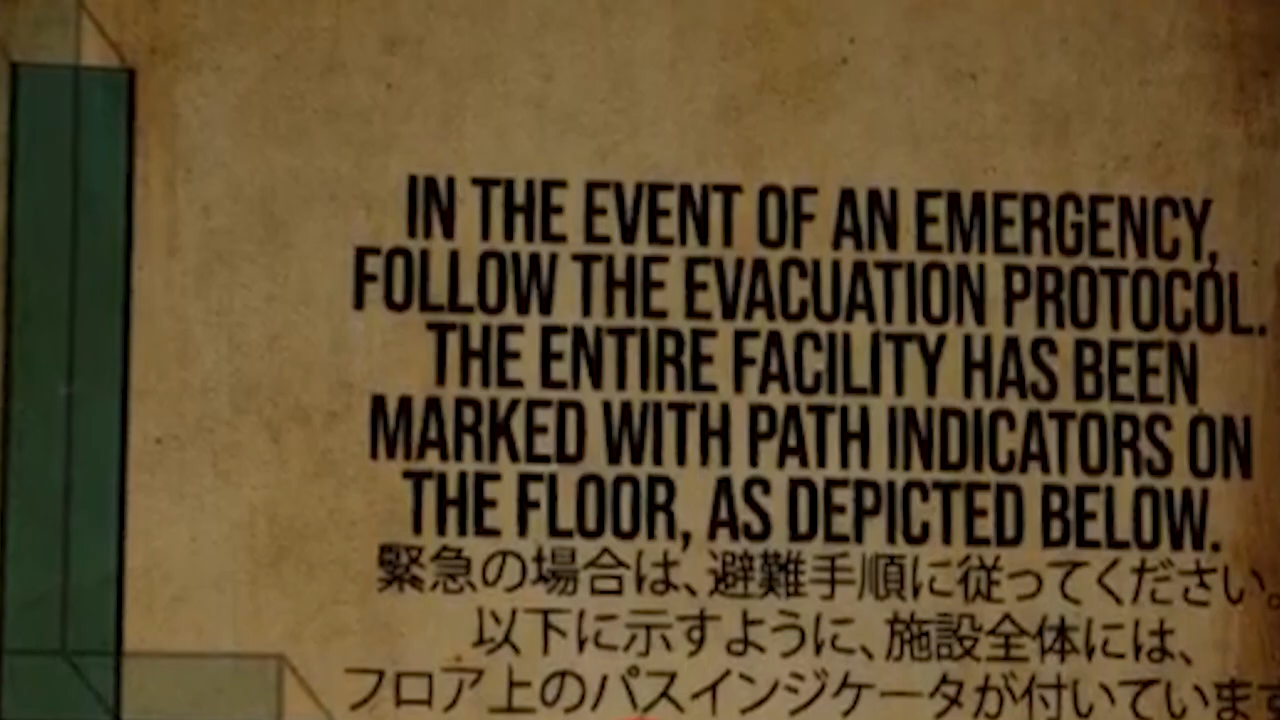 IN THE EVENT OF AN EMERGENCY,
FOLLOW THE EVACUATION PROTOCOL.
THE ENTIRE FACILITY HAS BEEN
MARKED WITH PATH INDICATORS ON
THE FLOOR, AS DEPICTED BELOW.
緊急の場合は、避難手順に従ってください。
以下に示すように、施設全体には、
フロア上のパスインジケータが付いています